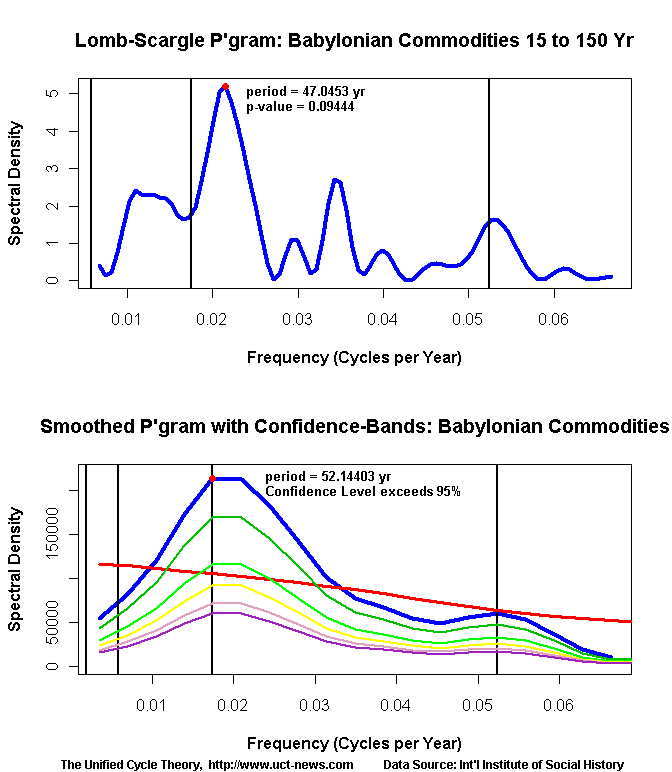 Lomb-Scargle P'gram: Babylonian Commodities 15 to 150 Yr
period = 47.0453 yr
p-value = 0.09444
Spectral Density
5
4
3
2
1
0
0.01 0.02 0.03 0.04 0.05 0.06
Frequency (Cycles per Year)
Smoothed P'gram with Confidence-Bands: Babylonian Commodities
period = 52.14403 yr
Confidence Level exceeds 95%
Spectral Density
150000
50000
0
0.01 0.02 0.03 0.04 0.05 0.06
Frequency (Cycles per Year)
The Unified Cycle Theory, http://www.uct-news.com Data Source: Int'l Institute of Social History